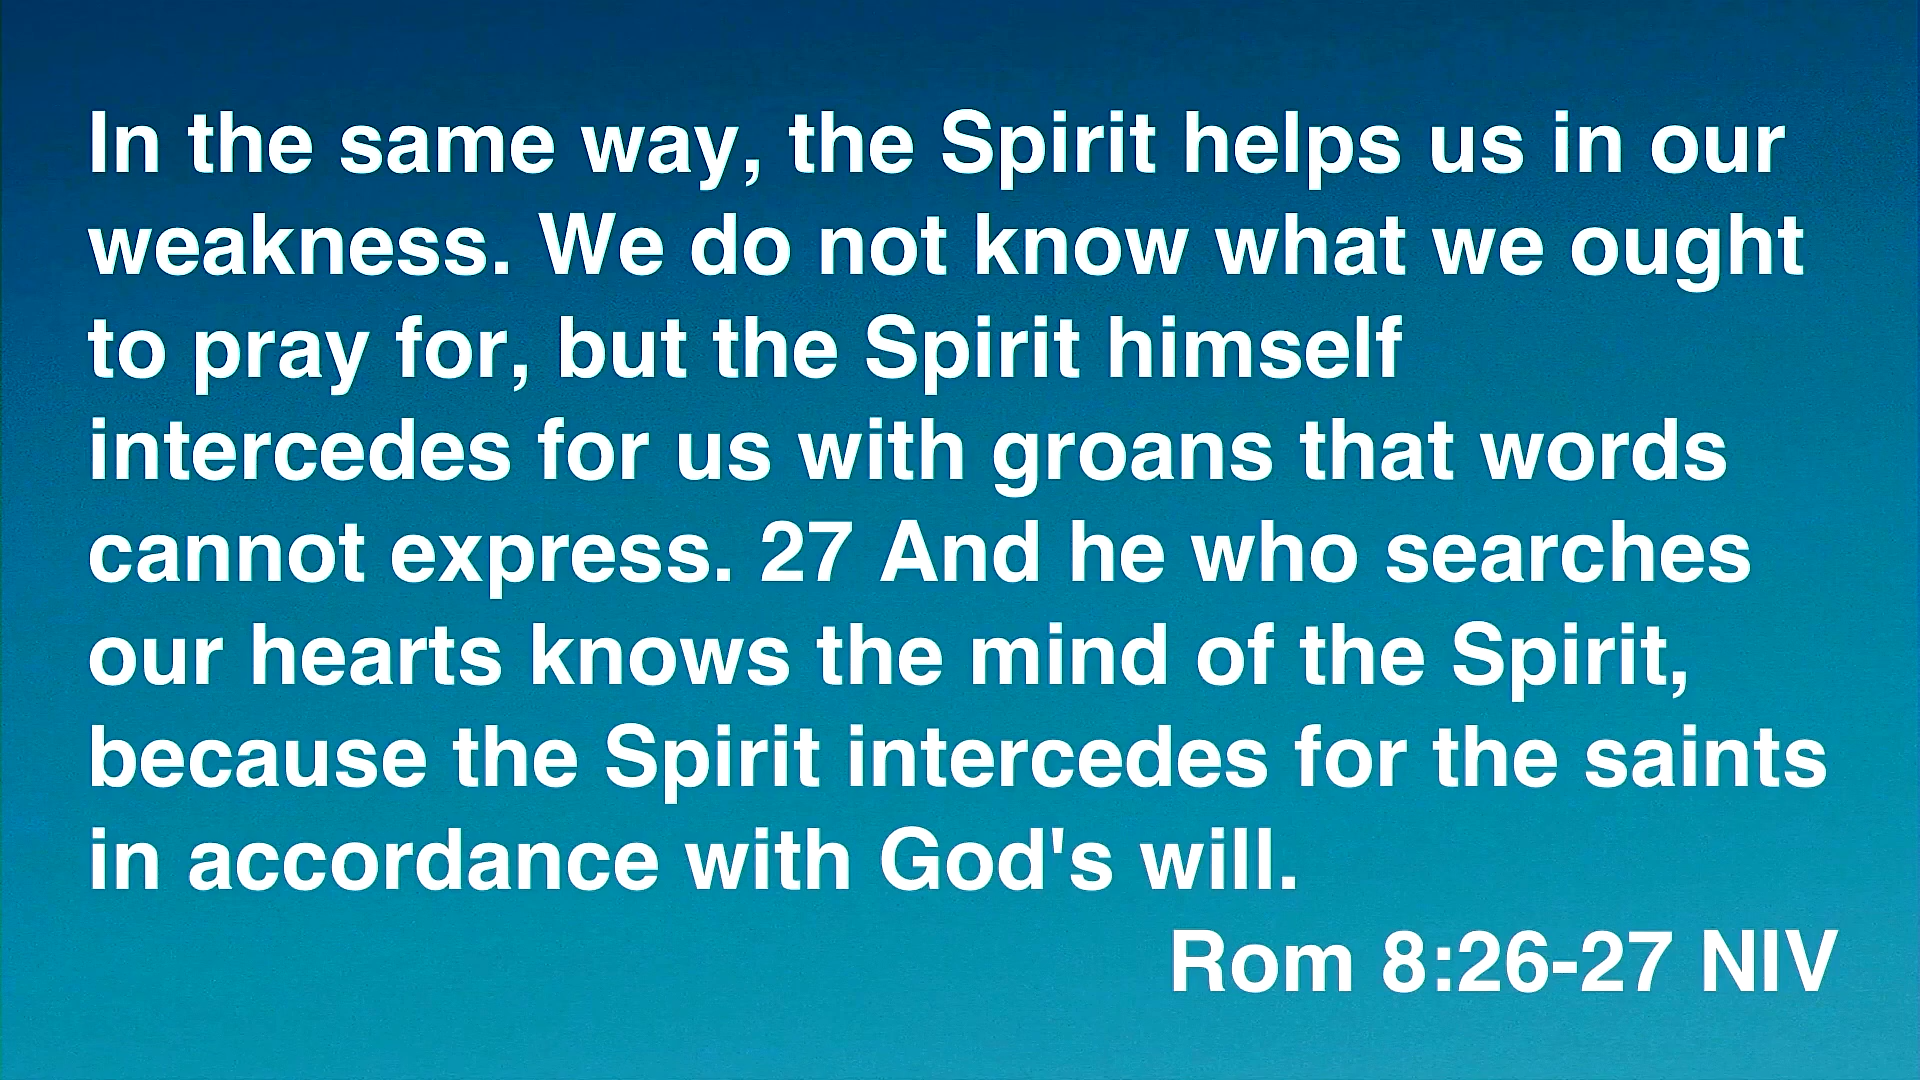 In the same way, the Spirit helps us in our
weakness. We do not know what we ought
to pray for, but the Spirit himself
intercedes for us with groans that words
cannot express. 27 And he who searches
our hearts knows the mind of the Spirit,
because the Spirit intercedes for the saints
in accordance with God's will.
Rom 8:26-27 NIV